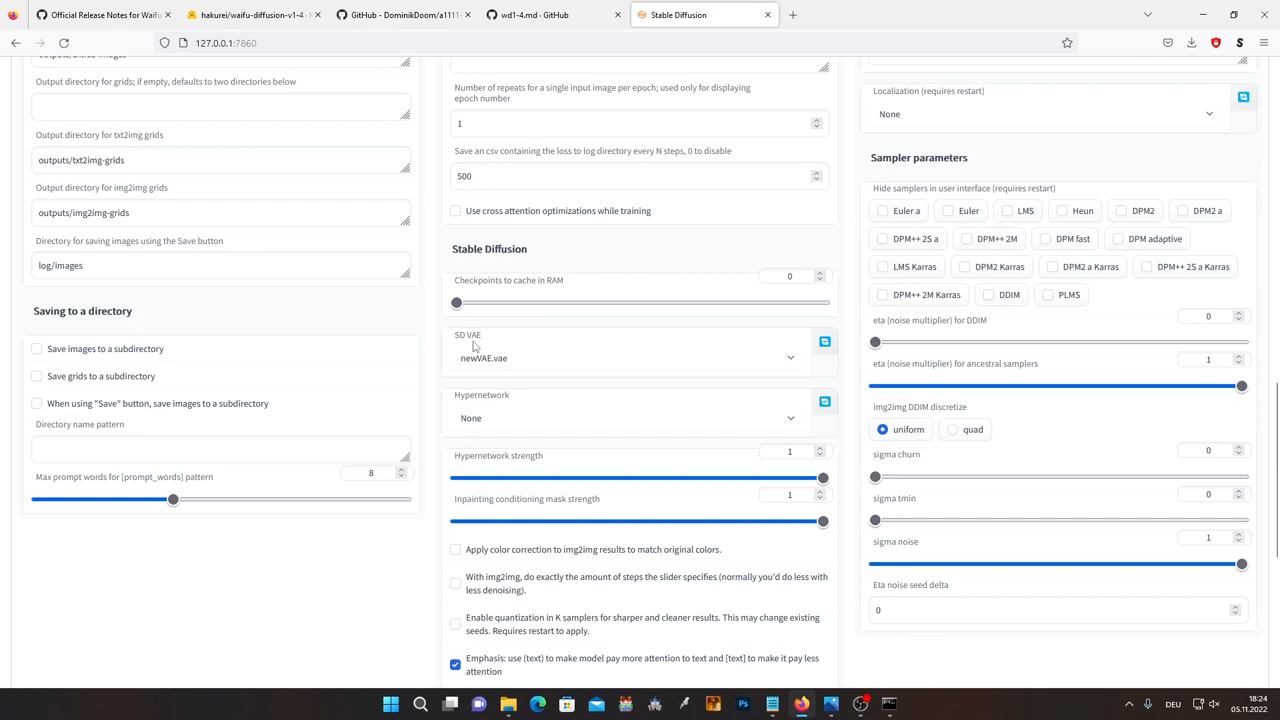 Official Release Notes for Waifu
hakurei/waifu-diffusion-v1-4 ·
GitHub - DominikDoom/a1111
wd1-4.md · GitHub
Stable Diffusion
127.0.0.1:7860
Output directory for grids; if empty, defaults to two directories below
Output directory for txt2img grids
outputs/txt2img-grids
Output directory for img2img grids
outputs/img2img-grids
Directory for saving images using the Save button
log/images
Saving to a directory
Save images to a subdirectory
Save grids to a subdirectory
When using "Save" button, save images to a subdirectory
Directory name pattern
Max prompt words for [prompt_words] pattern
8
Number of repeats for a single input image per epoch; used only for displaying
epoch number
1
Save an csv containing the loss to log directory every N steps, 0 to disable
500
Use cross attention optimizations while training
Stable Diffusion
Checkpoints to cache in RAM
0
SD VAE
newVAE.vae
Hypernetwork
None
Hypernetwork strength
1
Inpainting conditioning mask strength
1
Apply color correction to img2img results to match original colors.
With img2img, do exactly the amount of steps the slider specifies (normally you'd do less with
less denoising).
Enable quantization in K samplers for sharper and cleaner results. This may change existing
seeds. Requires restart to apply.
Emphasis: use (text) to make model pay more attention to text and [text] to make it pay less
attention
Localization (requires restart)
None
Sampler parameters
Hide samplers in user interface (requires restart)
Euler a
Euler
LMS
Heun
DPM2
DPM2 a
DPM++ 2S a
DPM++ 2M
DPM fast
DPM adaptive
LMS Karras
DPM2 Karras
DPM2 a Karras
DPM++ 2S a Karras
DPM++ 2M Karras
DDIM
PLMS
eta (noise multiplier) for DDIM
0
eta (noise multiplier) for ancestral samplers
1
img2img DDIM discretize
uniform
quad
sigma churn
0
sigma tmin
0
sigma noise
1
Eta noise seed delta
0
DEU
18:24
05.11.2022